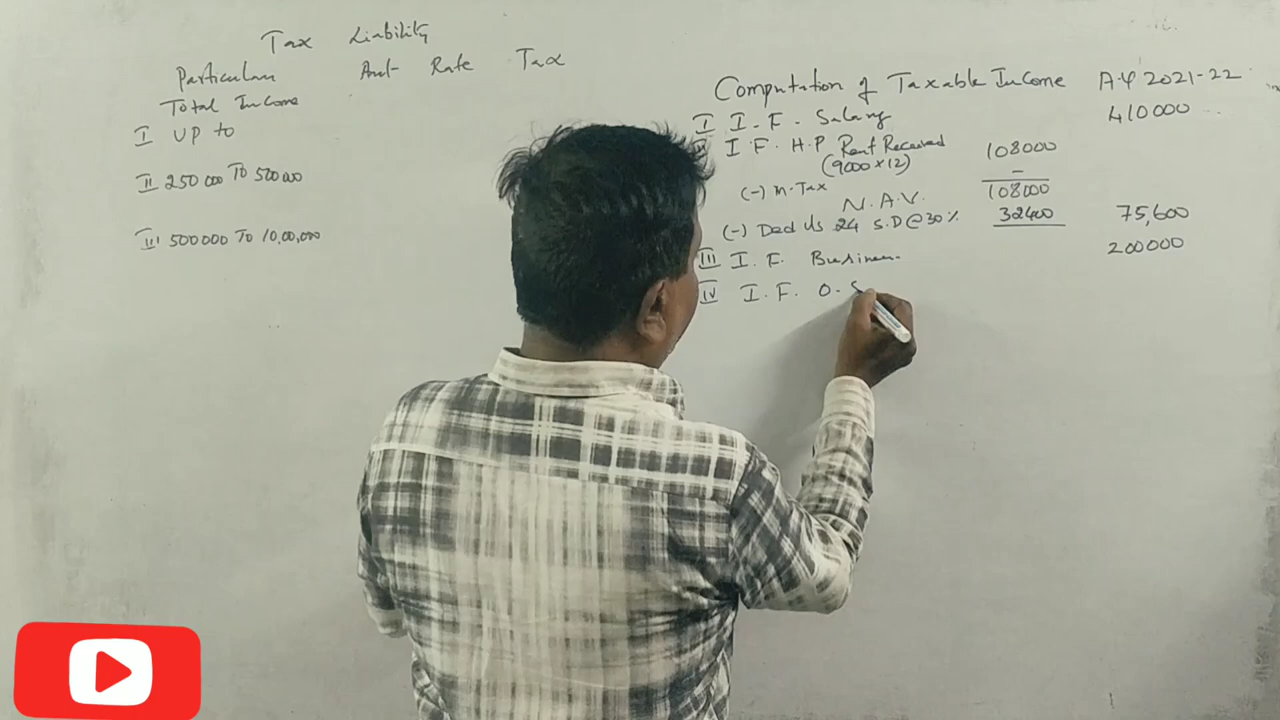 Tax Liability
Particulars Amt Rate Tax
Total Income
I UP to
II 250 000 To 500 000
III 500000 To 10,00,000
Computation of Taxable Income A.Y 2021-22
I I.F. Salary 410000
II I.F. H.P Rent Received 108000
(9000 x 12)
(-) M.Tax -
N.A.V. 108000
(-) Ded Us 24 S.D@30% 32400 75,600
III I.F. Business 200000
IV I.F. O.S